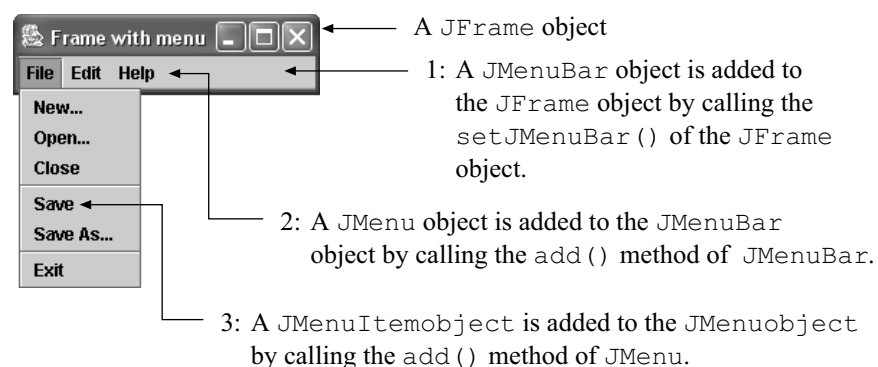 Frame with menu
A JFrame object
File Edit Help
1: A JMenuBar object is added to
the JFrame object by calling the
setJMenuBar() of the JFrame
object.
New...
Open...
Close
Save
Save As...
Exit
2: A JMenu object is added to the JMenuBar
object by calling the add() method of JMenuBar.
3: A JMenuItemobject is added to the JMenuobject
by calling the add() method of JMenu.